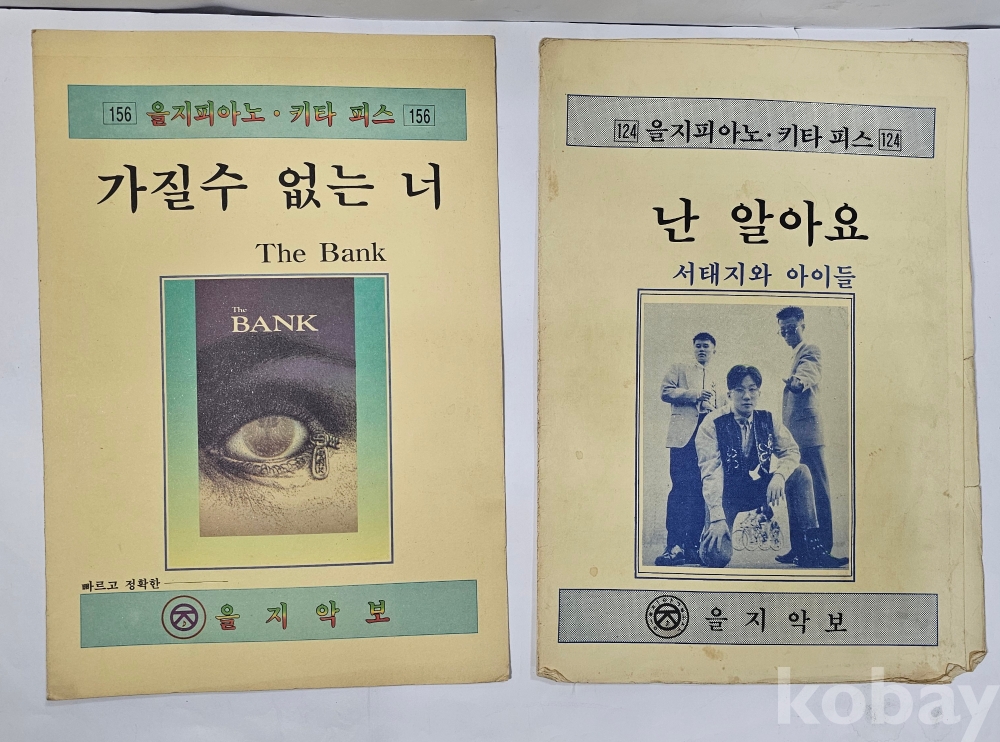 156 을지피아노·키타 피스 156
가질수 없는 너
The Bank
The
BANK
빠르고 정확한
을지악보
124 을지피아노·키타 피스 124
난 알아요
서태지와 아이들
을지악보
kobay